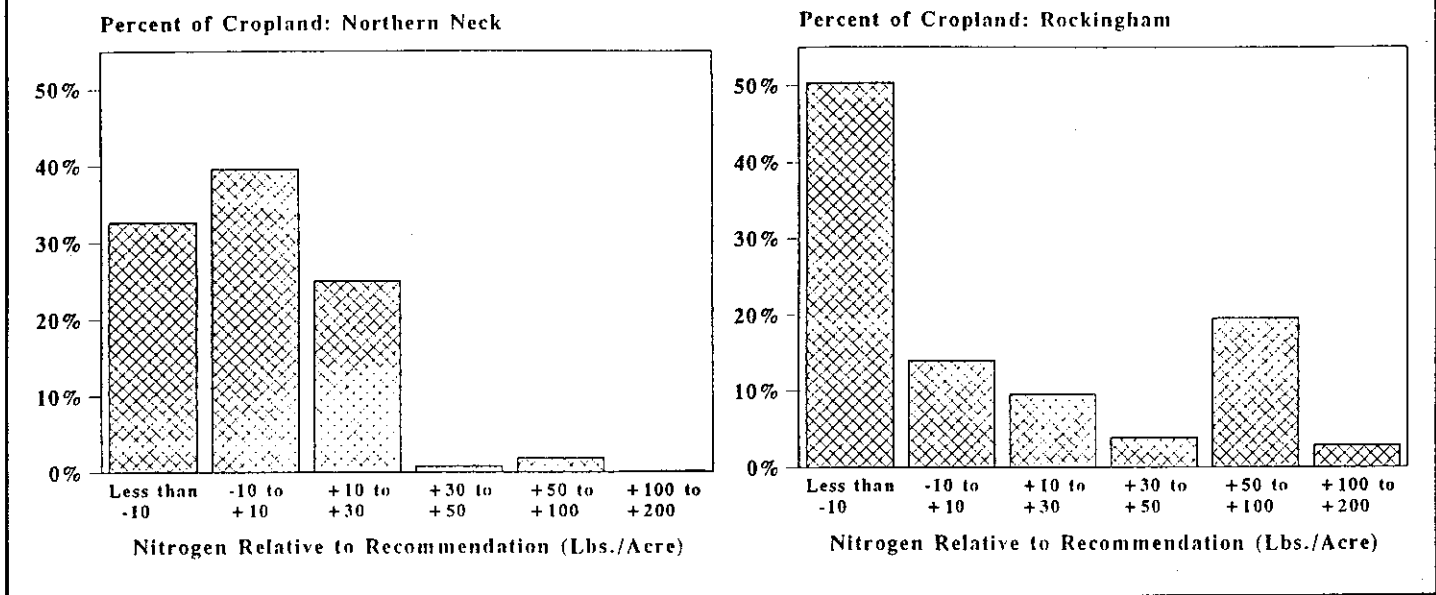 Percent of Cropland: Northern Neck
50%
40%
30%
20%
10%
0%
Less than -10 to +10 to +30 to +50 to +100 to
-10 +10 +30 +50 +100 +200
Nitrogen Relative to Recommendation (Lbs./Acre)
Percent of Cropland: Rockingham
50%
40%
30%
20%
10%
0%
Less than -10 to +10 to +30 to +50 to +100 to
-10 +10 +30 +50 +100 +200
Nitrogen Relative to Recommendation (Lbs./Acre)